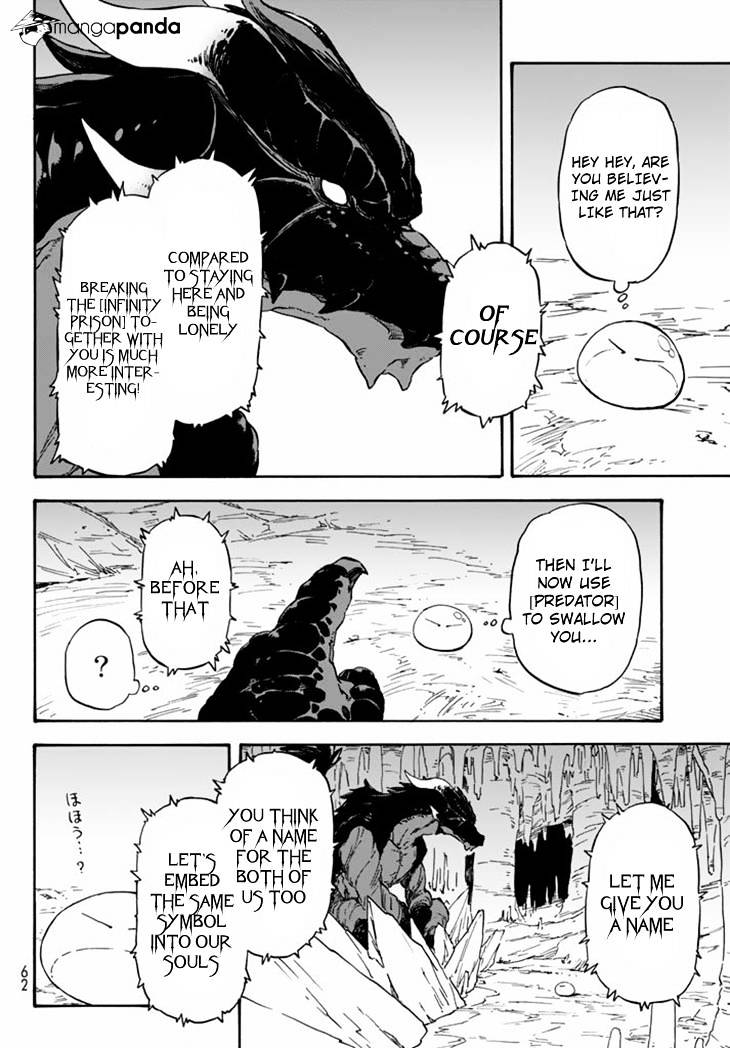 mangapanda
HEY HEY, ARE
YOU BELIEV-
ING ME JUST
LIKE THAT?
OF
COURSE
COMPARED
TO STAYING
HERE AND
BEING
LONELY
BREAKING
THE [INFINITY
PRISON] TO-
GETHER WITH
YOU IS MUCH
MORE INTER-
ESTING!
THEN I'LL
NOW USE
[PREDATOR]
TO SWALLOW
YOU...
AH,
BEFORE
THAT
?
LET ME
GIVE YOU
A NAME
YOU THINK
OF A NAME
FOR THE
BOTH OF
US TOO
LET'S
EMBED
THE SAME
SYMBOL
INTO OUR
SOULS
ほほう…?
62